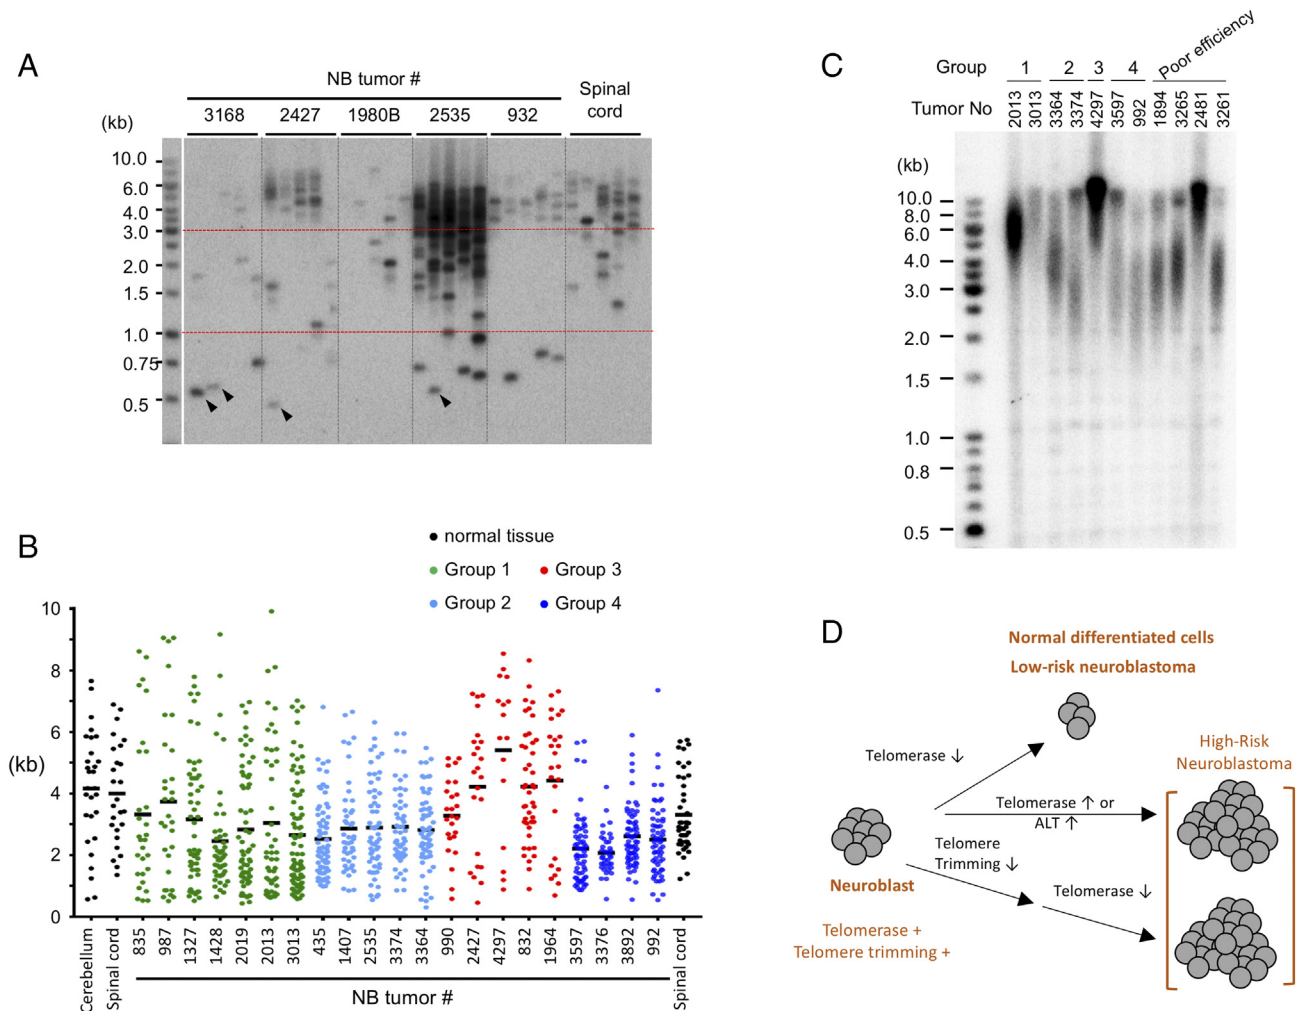 A
NB tumor #
3168 2427 1980B 2535 932 Spinal cord
(kb)
10.0
6.0
4.0
3.0
2.0
1.5
1.0
0.75
0.5
B
normal tissue
Group 1 Group 3
Group 2 Group 4
10
8
6
(kb)
4
2
0
Cerebellum
Spinal cord
835
987
1327
1428
2019
2013
3013
435
1407
2535
3374
3364
990
2427
4297
832
1964
3597
3376
3892
992
Spinal cord
NB tumor #
C
Group 1 2 3 4 Poor efficiency
Tumor No 2013 3013 3364 3374 4297 3597 992 1894 3265 2481 3261
(kb)
10.0
8.0
6.0
4.0
3.0
2.0
1.5
1.0
0.8
0.5
D
Normal differentiated cells
Low-risk neuroblastoma
Telomerase ↓
High-Risk
Neuroblastoma
Telomerase ↑ or
ALT ↑
Telomere
Trimming ↓
Telomerase ↓
Neuroblast
Telomerase +
Telomere trimming +